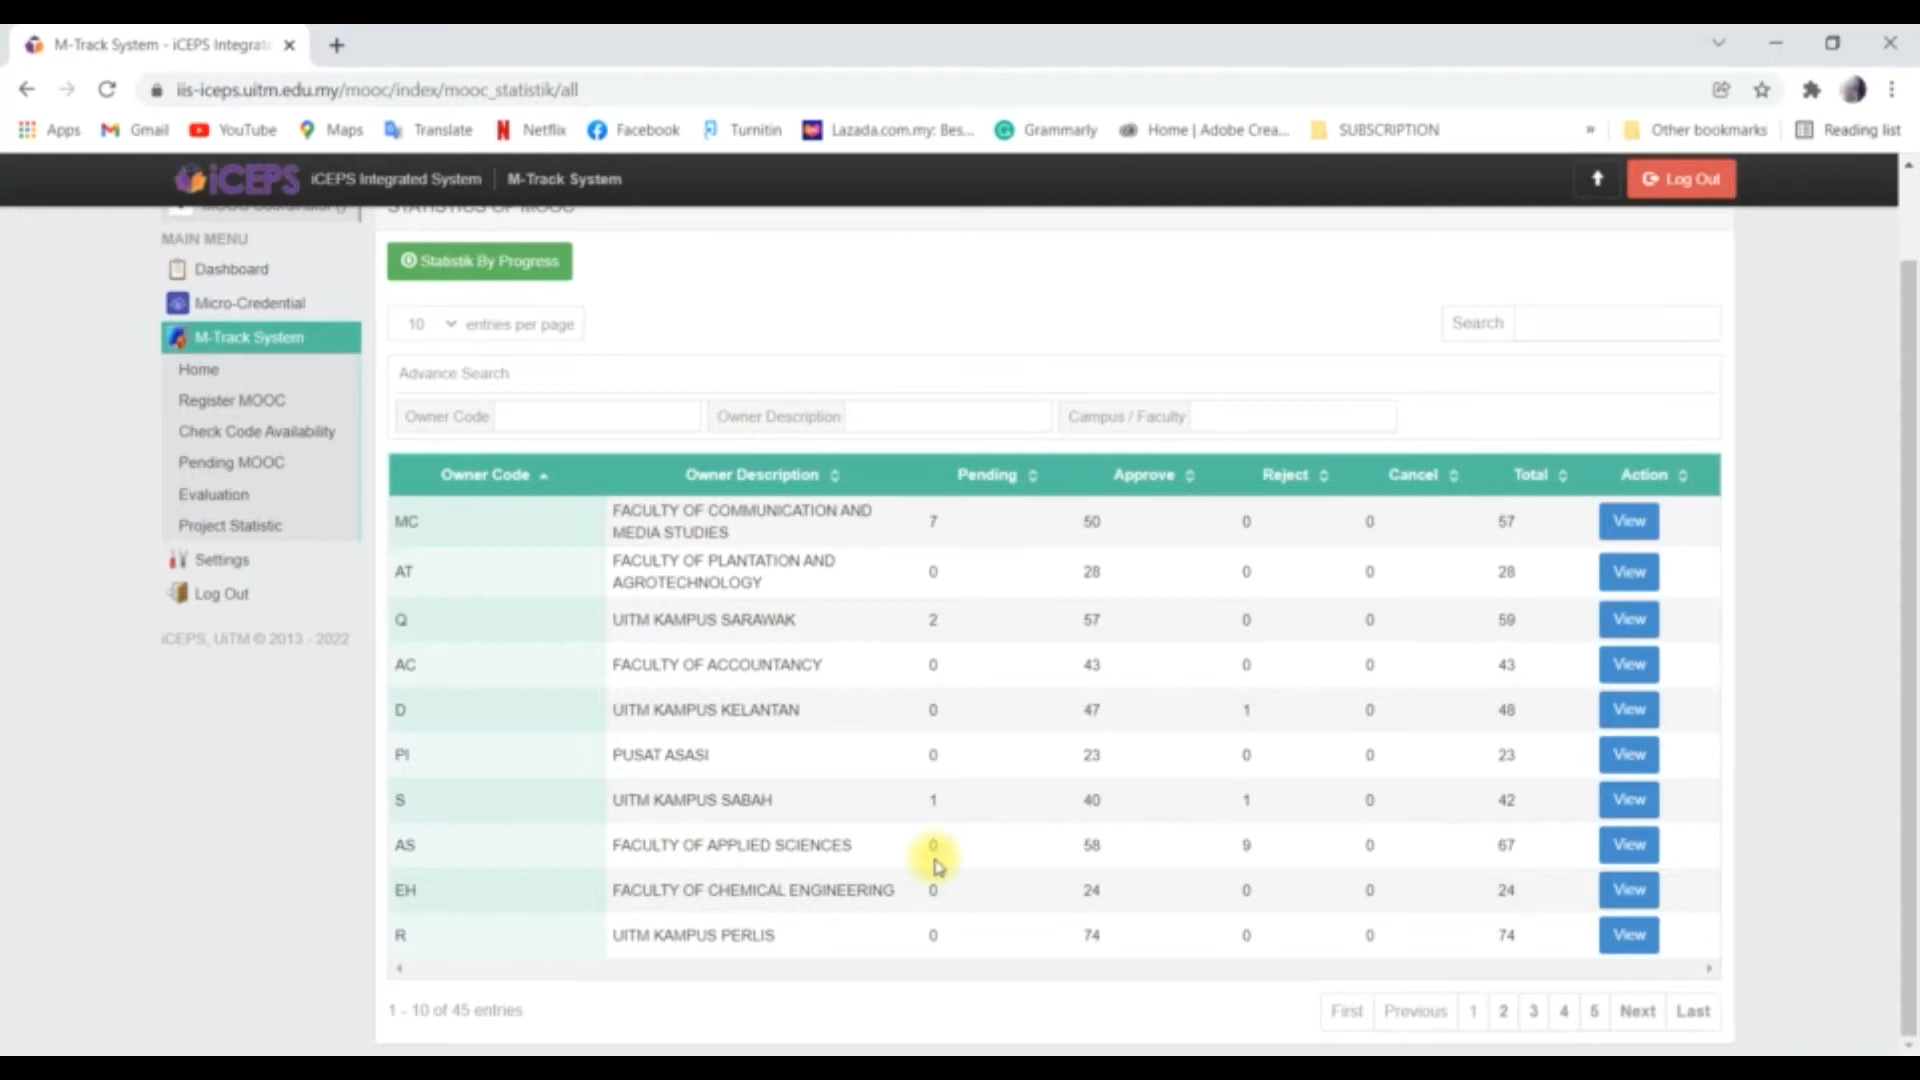 M-Track System - iCEPS Integrat
iis-iceps.uitm.edu.my/mooc/index/mooc_statistik/all
Apps Gmail YouTube Maps Translate Netflix Facebook Turnitin Lazada.com.my: Bes... Grammarly Home | Adobe Crea... SUBSCRIPTION » Other bookmarks Reading list
iCEPS iCEPS Integrated System M-Track System Log Out
MOOC Coordinator ()
STATISTICS OF MOOC
MAIN MENU
Dashboard
Micro-Credential
M-Track System
Home
Register MOOC
Check Code Availability
Pending MOOC
Evaluation
Project Statistic
Settings
Log Out
iCEPS, UiTM © 2013 - 2022
Statistik By Progress
10 entries per page Search
Advance Search
Owner Code Owner Description Campus / Faculty
Owner Code Owner Description Pending Approve Reject Cancel Total Action
MC FACULTY OF COMMUNICATION AND 7 50 0 0 57 View
MEDIA STUDIES
AT FACULTY OF PLANTATION AND 0 28 0 0 28 View
AGROTECHNOLOGY
Q UITM KAMPUS SARAWAK 2 57 0 0 59 View
AC FACULTY OF ACCOUNTANCY 0 43 0 0 43 View
D UITM KAMPUS KELANTAN 0 47 1 0 48 View
PI PUSAT ASASI 0 23 0 0 23 View
S UITM KAMPUS SABAH 1 40 1 0 42 View
AS FACULTY OF APPLIED SCIENCES 0 58 9 0 67 View
EH FACULTY OF CHEMICAL ENGINEERING 0 24 0 0 24 View
R UITM KAMPUS PERLIS 0 74 0 0 74 View
1 - 10 of 45 entries First Previous 1 2 3 4 5 Next Last